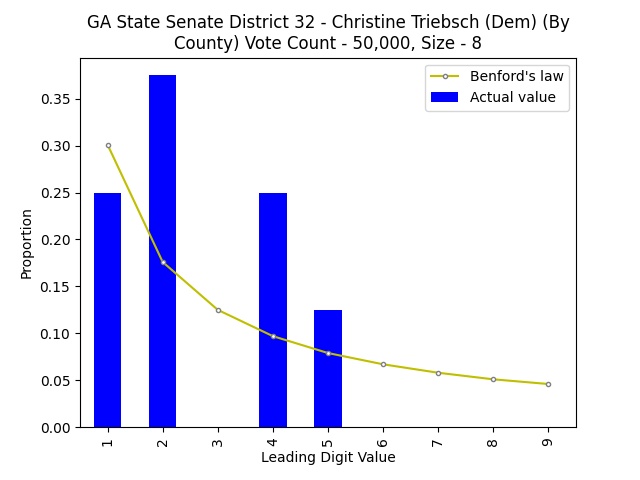 GA State Senate District 32 - Christine Triebsch (Dem) (By
County) Vote Count - 50,000, Size - 8
Benford's law
Actual value
0.35
0.30
0.25
0.20
0.15
0.10
0.05
0.00
Proportion
1 2 3 4 5 6 7 8 9
Leading Digit Value